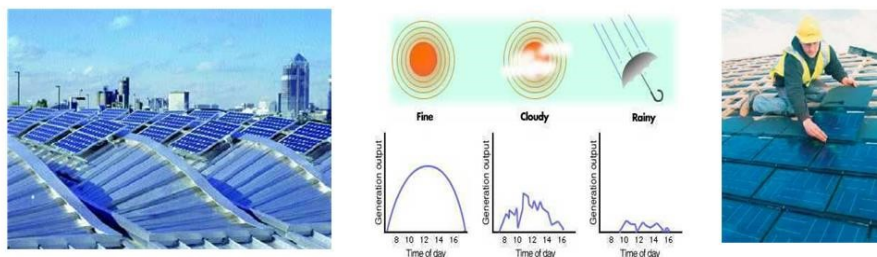 Fine Cloudy Rainy
Generation output
Generation output
Generation output
8 10 12 14 16
8 10 12 14 16
8 10 12 14 16
Time of day
Time of day
Time of day